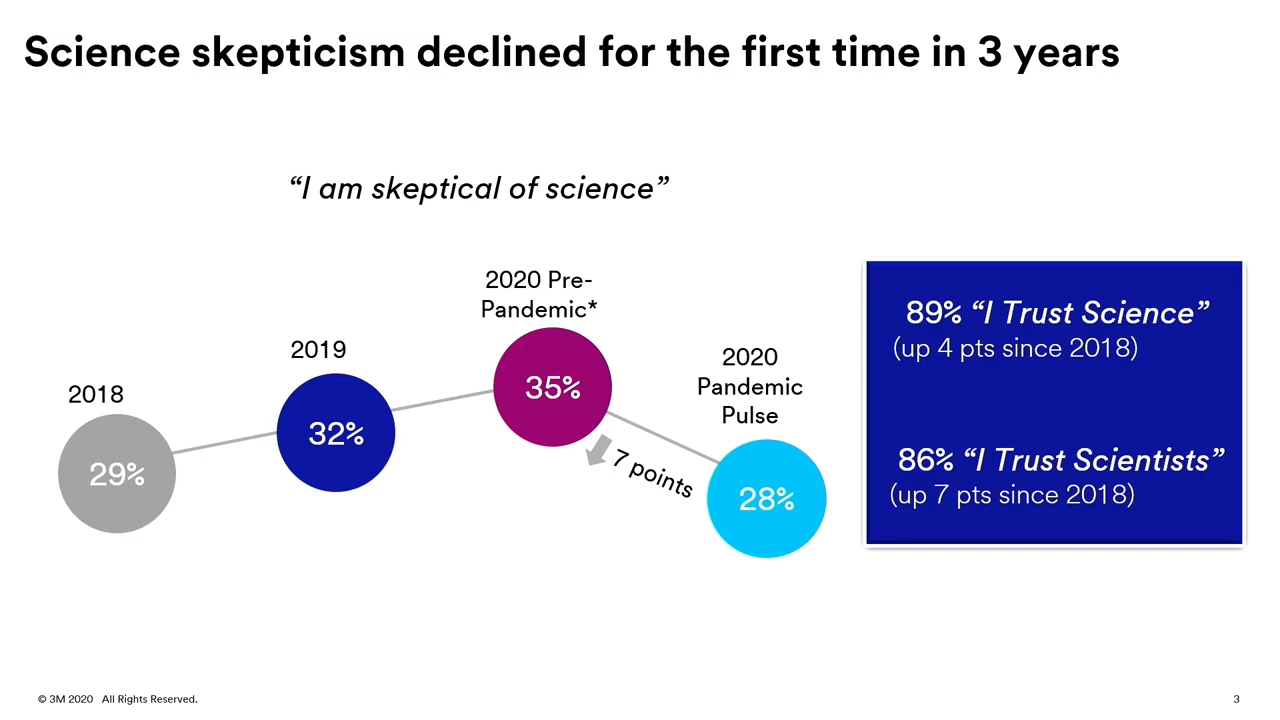 Science skepticism declined for the first time in 3 years
“I am skeptical of science”
2018
29%
2019
32%
2020 Pre-
Pandemic*
35%
7 points
2020
Pandemic
Pulse
28%
89% “I Trust Science”
(up 4 pts since 2018)
86% “I Trust Scientists”
(up 7 pts since 2018)
© 3M 2020 All Rights Reserved.
3